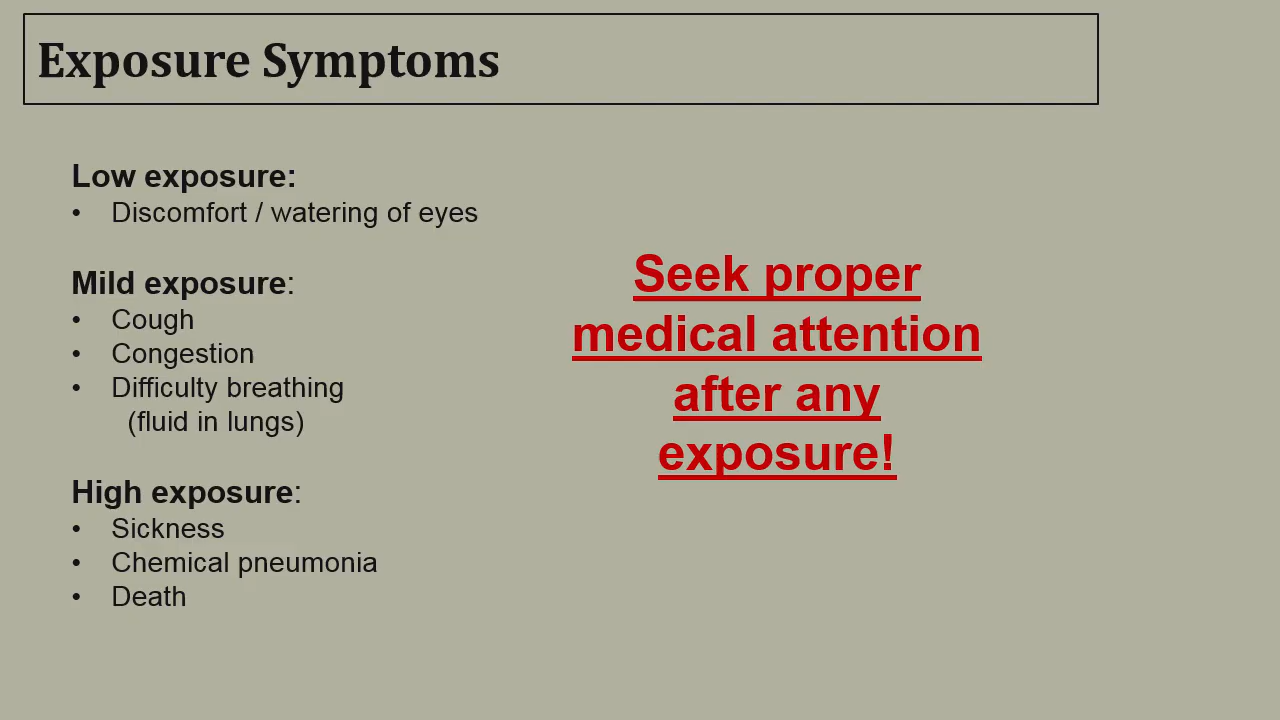 Exposure Symptoms
Low exposure:
• Discomfort / watering of eyes
Mild exposure:
• Cough
• Congestion
• Difficulty breathing
(fluid in lungs)
High exposure:
• Sickness
• Chemical pneumonia
• Death
Seek proper
medical attention
after any
exposure!